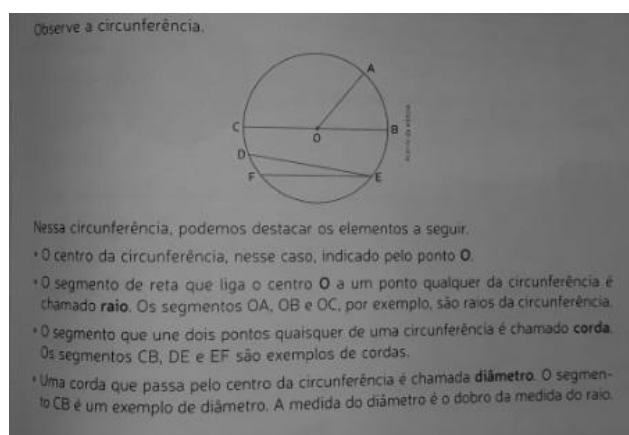 Observe a circunferência.
A
C
O
B
D
F
E
Acervo da editora
Nessa circunferência, podemos destacar os elementos a seguir.
• O centro da circunferência, nesse caso, indicado pelo ponto O.
• O segmento de reta que liga o centro O a um ponto qualquer da circunferência é
chamado raio. Os segmentos OA, OB e OC, por exemplo, são raios da circunferência.
• O segmento que une dois pontos quaisquer de uma circunferência é chamado corda.
Os segmentos CB, DE e EF são exemplos de cordas.
• Uma corda que passa pelo centro da circunferência é chamada diâmetro. O segmen-
to CB é um exemplo de diâmetro. A medida do diâmetro é o dobro da medida do raio.